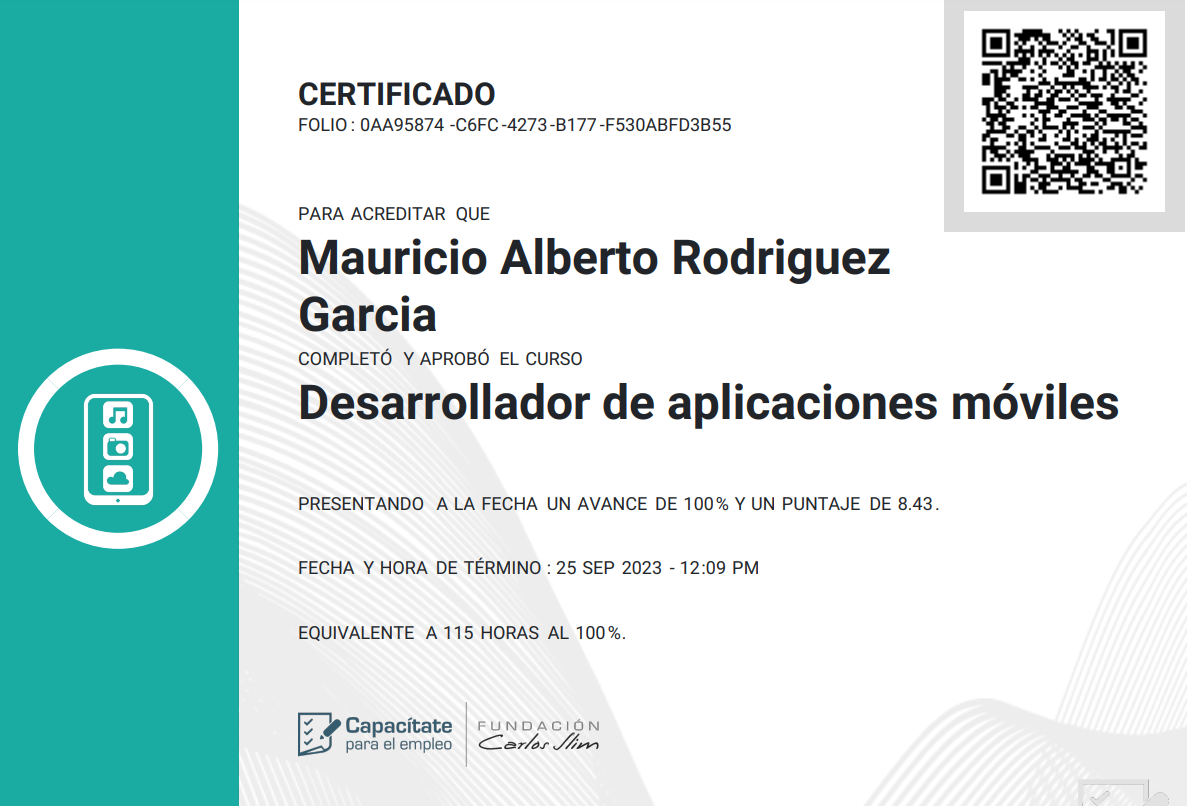 CERTIFICADO
FOLIO : 0AA95874 -C6FC-4273-B177-F530ABFD3B55
PARA ACREDITAR QUE
Mauricio Alberto Rodriguez
Garcia
COMPLETÓ Y APROBÓ EL CURSO
Desarrollador de aplicaciones móviles
PRESENTANDO A LA FECHA UN AVANCE DE 100% Y UN PUNTAJE DE 8.43.
FECHA Y HORA DE TÉRMINO : 25 SEP 2023 - 12:09 PM
EQUIVALENTE A 115 HORAS AL 100%.
Capacítate
para el empleo
FUNDACIÓN
Carlos Slim